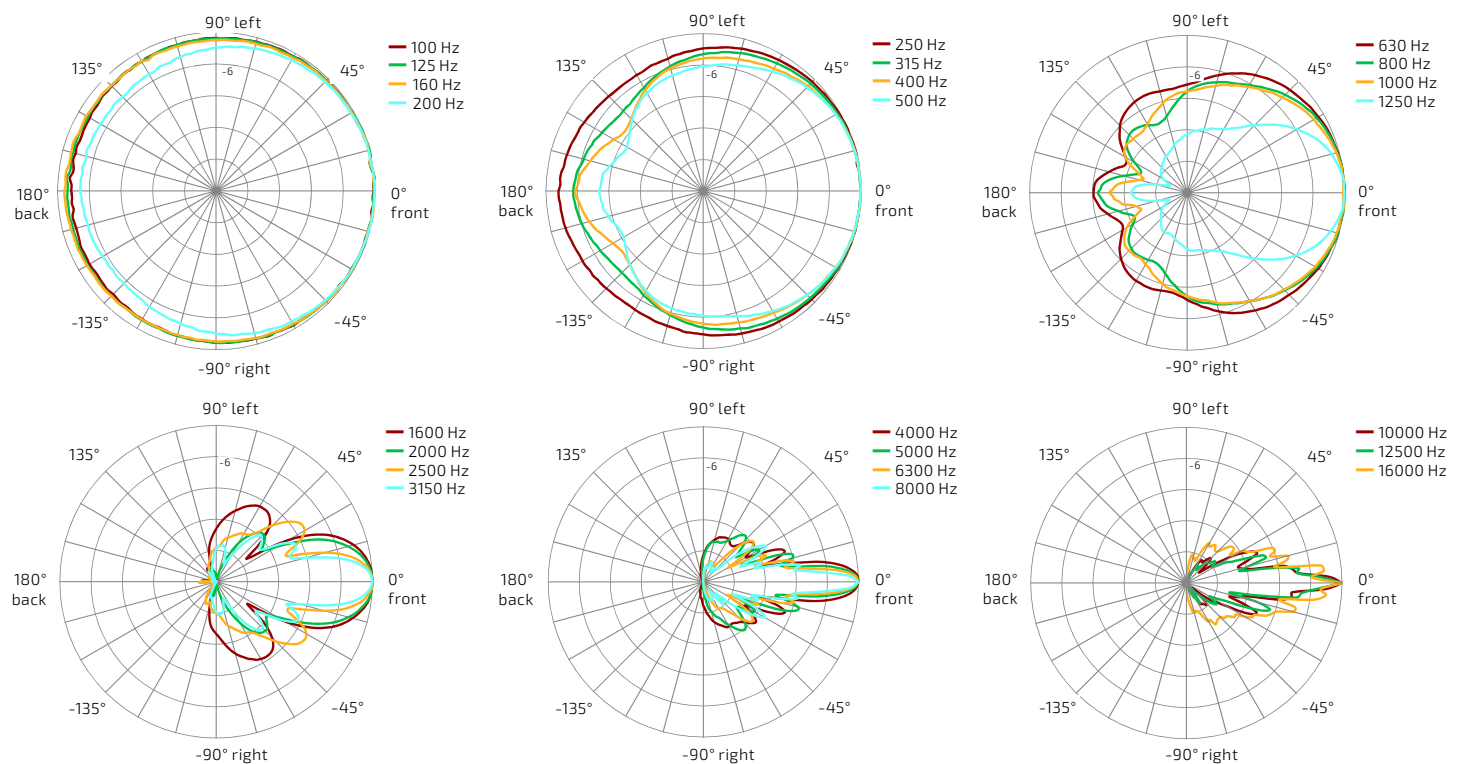 90° left
100 Hz
125 Hz
160 Hz
200 Hz
135°
45°
-6
180°
back
0°
front
-135°
-45°
-90° right
90° left
250 Hz
315 Hz
400 Hz
500 Hz
135°
45°
-6
180°
back
0°
front
-135°
-45°
-90° right
90° left
630 Hz
800 Hz
1000 Hz
1250 Hz
135°
45°
-6
180°
back
0°
front
-135°
-45°
-90° right
90° left
1600 Hz
2000 Hz
2500 Hz
3150 Hz
135°
45°
-6
180°
back
0°
front
-135°
-45°
-90° right
90° left
4000 Hz
5000 Hz
6300 Hz
8000 Hz
135°
45°
-6
180°
back
0°
front
-135°
-45°
-90° right
90° left
10000 Hz
12500 Hz
16000 Hz
135°
45°
-6
180°
back
0°
front
-135°
-45°
-90° right